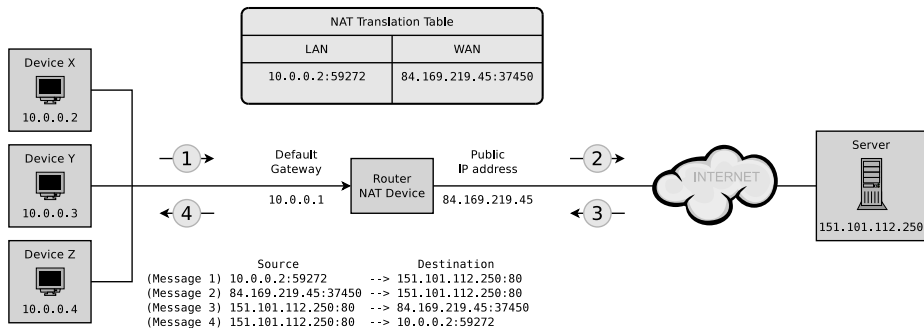 NAT Translation Table
LAN WAN
10.0.0.2:59272 84.169.219.45:37450
Device X
10.0.0.2
Device Y
10.0.0.3
Device Z
10.0.0.4
1
4
Default
Gateway
10.0.0.1
Router
NAT Device
Public
IP address
84.169.219.45
2
3
INTERNET
Server
151.101.112.250
Source Destination
(Message 1) 10.0.0.2:59272 --> 151.101.112.250:80
(Message 2) 84.169.219.45:37450 --> 151.101.112.250:80
(Message 3) 151.101.112.250:80 --> 84.169.219.45:37450
(Message 4) 151.101.112.250:80 --> 10.0.0.2:59272